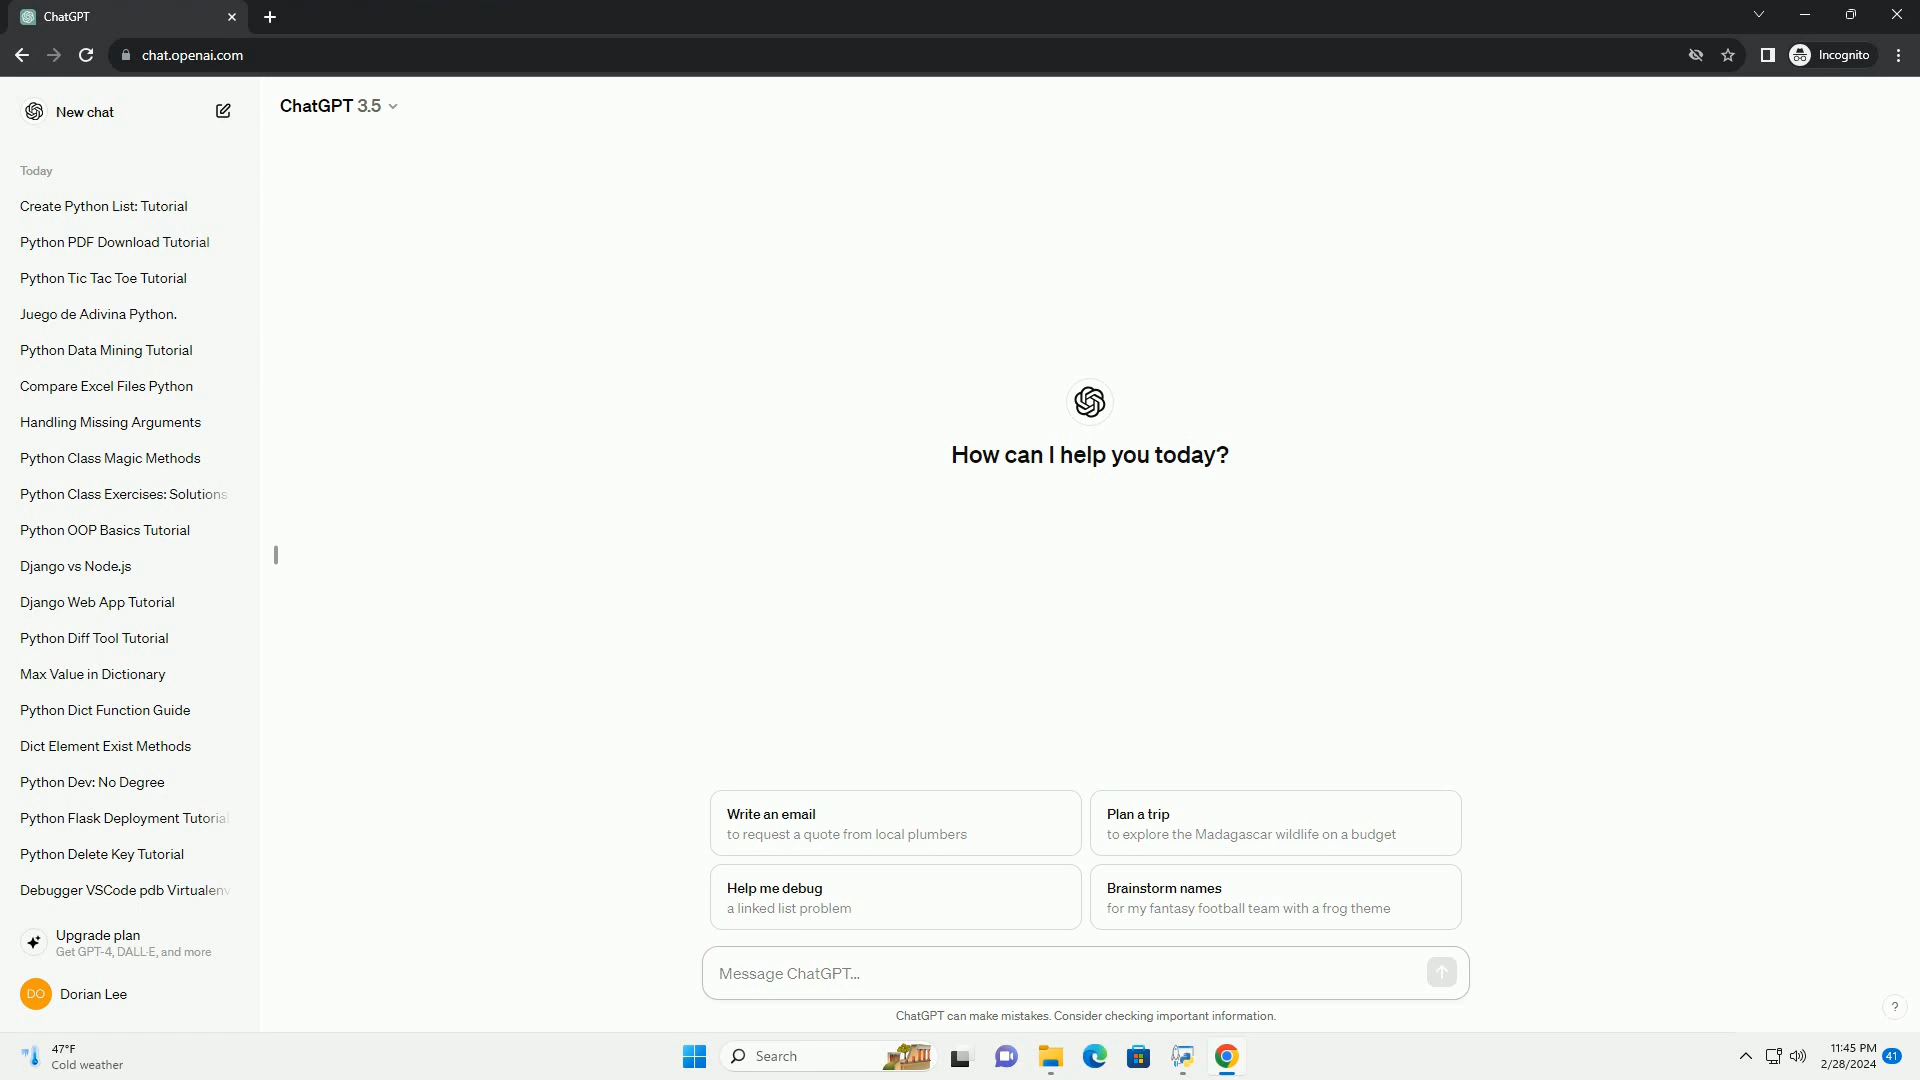 ChatGPT
chat.openai.com
Incognito
New chat
ChatGPT 3.5
Today
Create Python List: Tutorial
Python PDF Download Tutorial
Python Tic Tac Toe Tutorial
Juego de Adivina Python.
Python Data Mining Tutorial
Compare Excel Files Python
Handling Missing Arguments
Python Class Magic Methods
Python Class Exercises: Solutions
Python OOP Basics Tutorial
Django vs Node.js
Django Web App Tutorial
Python Diff Tool Tutorial
Max Value in Dictionary
Python Dict Function Guide
Dict Element Exist Methods
Python Dev: No Degree
Python Flask Deployment Tutorial
Python Delete Key Tutorial
Debugger VSCode pdb Virtualenv
Upgrade plan
Get GPT-4, DALL·E, and more
DO
Dorian Lee
How can I help you today?
Write an email
to request a quote from local plumbers
Plan a trip
to explore the Madagascar wildlife on a budget
Help me debug
a linked list problem
Brainstorm names
for my fantasy football team with a frog theme
Message ChatGPT...
ChatGPT can make mistakes. Consider checking important information.
?
47°F
Cold weather
Search
11:45 PM
2/28/2024
41